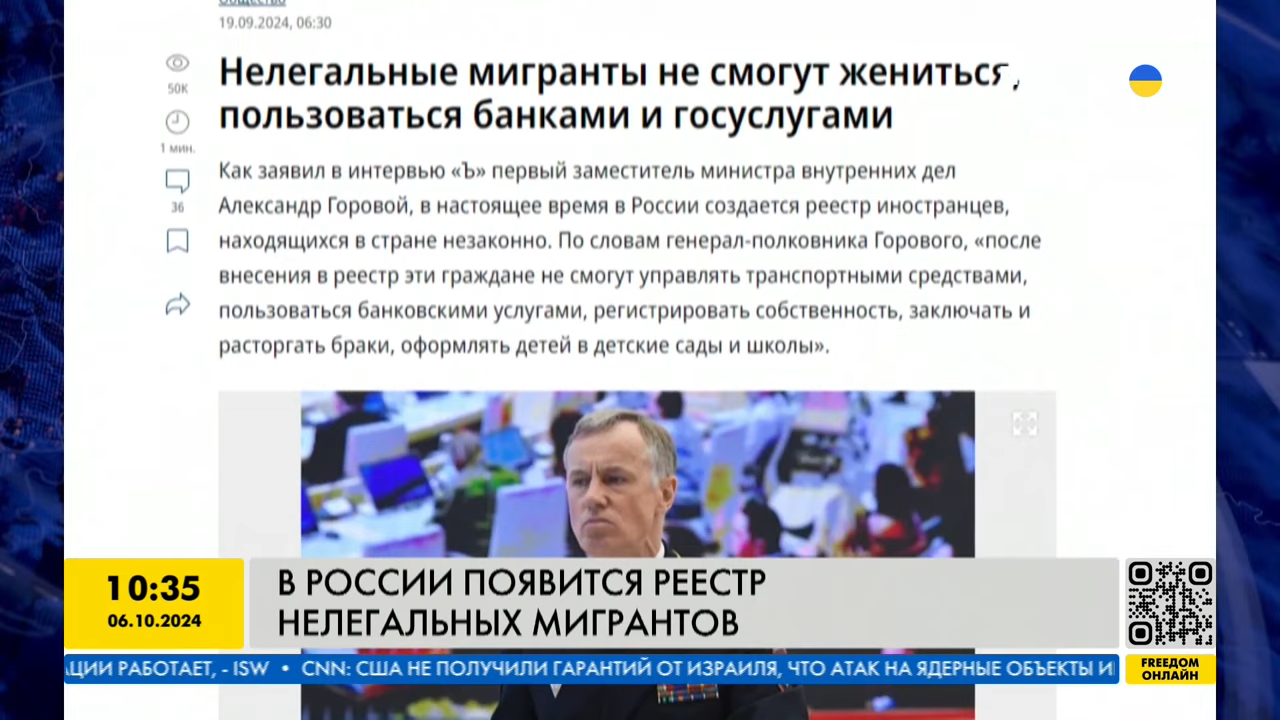 Общество
19.09.2024, 06:30
Нелегальные мигранты не смогут жениться,
пользоваться банками и госуслугами
50K
1 мин.
36
Как заявил в интервью «Ъ» первый заместитель министра внутренних дел
Александр Горовой, в настоящее время в России создается реестр иностранцев,
находящихся в стране незаконно. По словам генерал-полковника Горового, «после
внесения в реестр эти граждане не смогут управлять транспортными средствами,
пользоваться банковскими услугами, регистрировать собственность, заключать и
расторгать браки, оформлять детей в детские сады и школы».
10:35
06.10.2024
В РОССИИ ПОЯВИТСЯ РЕЕСТР
НЕЛЕГАЛЬНЫХ МИГРАНТОВ
АЦИИ РАБОТАЕТ, - ISW • CNN: США НЕ ПОЛУЧИЛИ ГАРАНТИЙ ОТ ИЗРАИЛЯ, ЧТО АТАК НА ЯДЕРНЫЕ ОБЪЕКТЫ И
FREEDOM
ОНЛАЙН